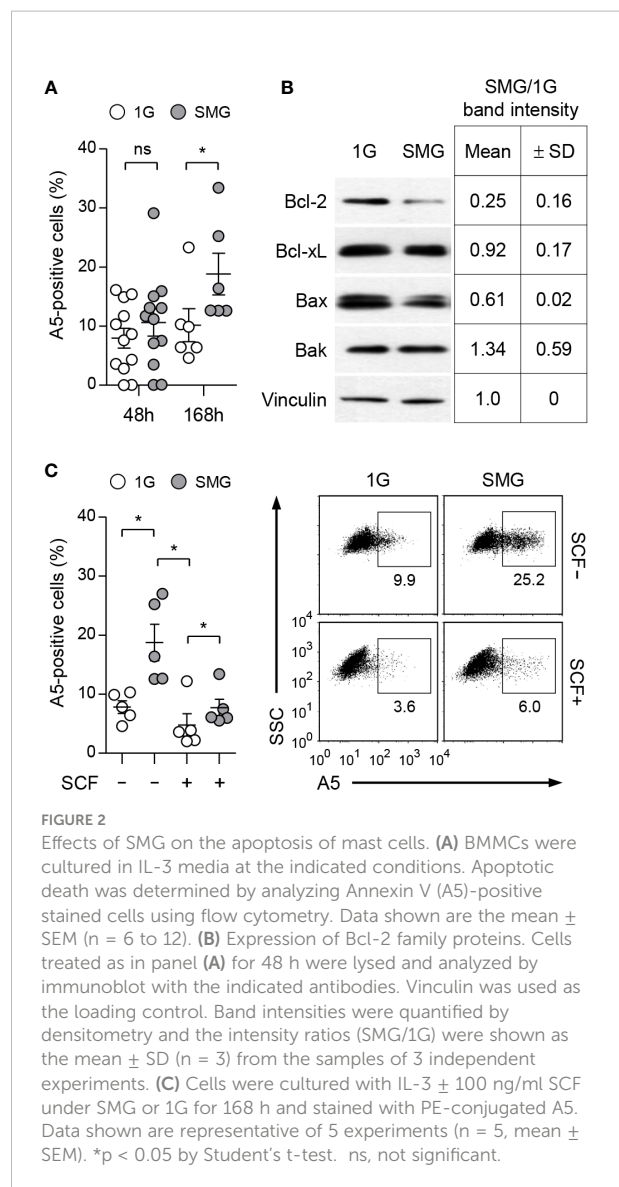 A
1G SMG
ns *
A5-positive cells (%)
40
30
20
10
0
48h 168h
B
SMG/1G
band intensity
1G SMG Mean ± SD
Bcl-2 0.25 0.16
Bcl-xL 0.92 0.17
Bax 0.61 0.02
Bak 1.34 0.59
Vinculin 1.0 0
C
1G SMG
* * *
A5-positive cells (%)
40
30
20
10
0
SCF − − + +
1G SMG
9.9 25.2 SCF-
3.6 6.0 SCF+
SSC
10⁴
10³
10²
10¹
10⁰
10⁰ 10¹ 10² 10³ 10⁴
A5
FIGURE 2
Effects of SMG on the apoptosis of mast cells. (A) BMMCs were
cultured in IL-3 media at the indicated conditions. Apoptotic
death was determined by analyzing Annexin V (A5)-positive
stained cells using flow cytometry. Data shown are the mean ±
SEM (n = 6 to 12). (B) Expression of Bcl-2 family proteins. Cells
treated as in panel (A) for 48 h were lysed and analyzed by
immunoblot with the indicated antibodies. Vinculin was used as
the loading control. Band intensities were quantified by
densitometry and the intensity ratios (SMG/1G) were shown as
the mean ± SD (n = 3) from the samples of 3 independent
experiments. (C) Cells were cultured with IL-3 ± 100 ng/ml SCF
under SMG or 1G for 168 h and stained with PE-conjugated A5.
Data shown are representative of 5 experiments (n = 5, mean ±
SEM). *p < 0.05 by Student's t-test. ns, not significant.